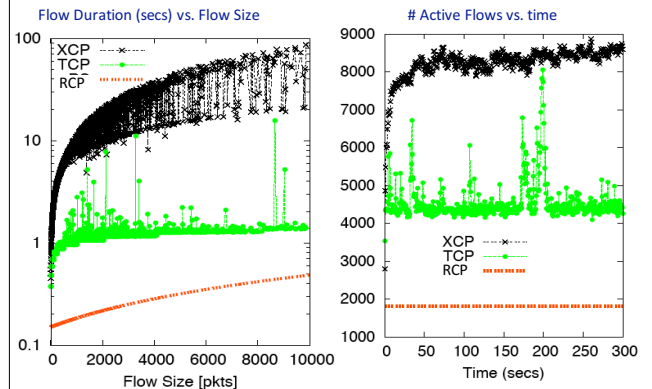 Flow Duration (secs) vs. Flow Size
# Active Flows vs. time
100
10
1
0.1
XCP
TCP
RCP
0 2000 4000 6000 8000 10000
Flow Size [pkts]
9000
8000
7000
6000
5000
4000
3000
2000
1000
XCP
TCP
RCP
0 50 100 150 200 250 300
Time (secs)